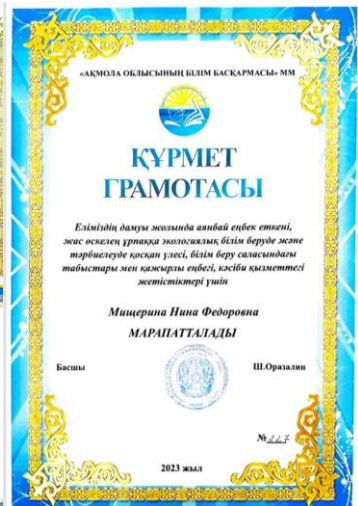 «АҚМОЛА ОБЛЫСЫНЫҢ БІЛІМ БАСҚАРМАСЫ» ММ
ҚҰРМЕТ
ГРАМОТАСЫ
Еліміздің дамуы жолында аянбай еңбек еткені,
жас өскелең ұрпаққа экологиялық білім беруде және
тәрбиелеуде қосқан үлесі, білім беру саласындағы
табыстары мен қажырлы еңбегі, кәсіби қызметтегі
жетістіктері үшін
Мищерина Нина Федоровна
МАРАПАТТАЛАДЫ
Басшы Ш.Оразалин
№227
2023 жыл